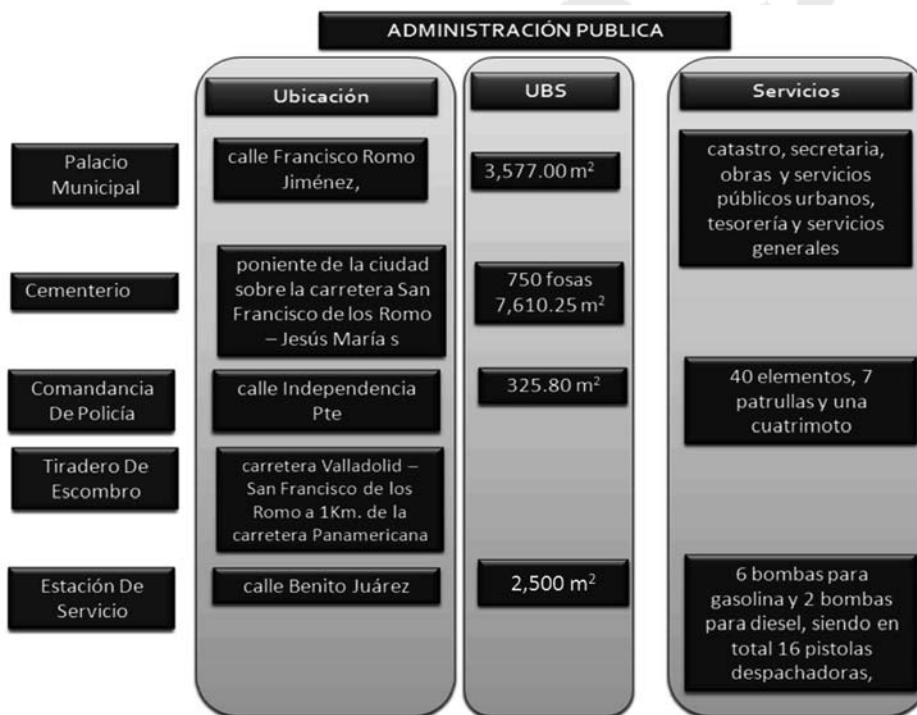 ADMINISTRACIÓN PUBLICA
Ubicación
UBS
Servicios
Palacio
Municipal
calle Francisco Romo
Jiménez,
3,577.00 m²
catastro, secretaria,
obras y servicios
públicos urbanos,
tesorería y servicios
generales
Cementerio
poniente de la ciudad
sobre la carretera San
Francisco de los Romo
– Jesús María s
750 fosas
7,610.25 m²
Comandancia
De Policía
calle Independencia
Pte
325.80 m²
40 elementos, 7
patrullas y una
cuatrimoto
Tiradero De
Escombro
carretera Valladolid –
San Francisco de los
Romo a 1Km. de la
carretera Panamericana
Estación De
Servicio
calle Benito Juárez
2,500 m²
6 bombas para
gasolina y 2 bombas
para diesel, siendo en
total 16 pistolas
despachadoras,